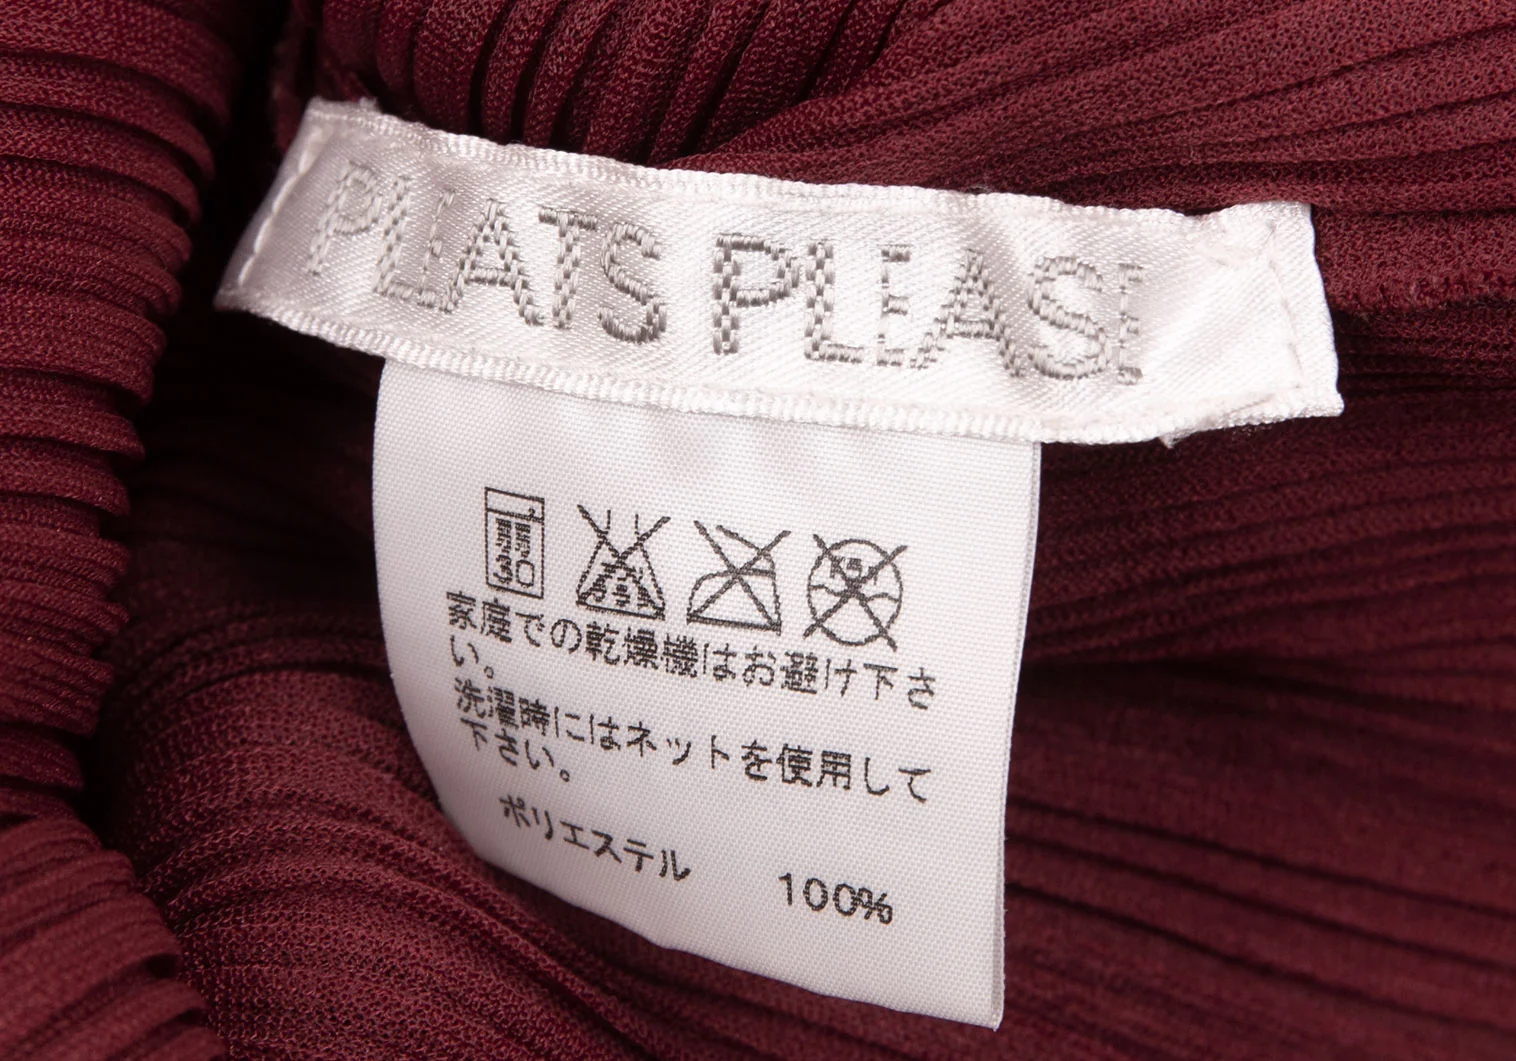 PLEATS PLEASE
30
家庭での乾燥機はお避け下さ
い。
洗濯時にはネットを使用して
下さい。
ポリエステル 100%